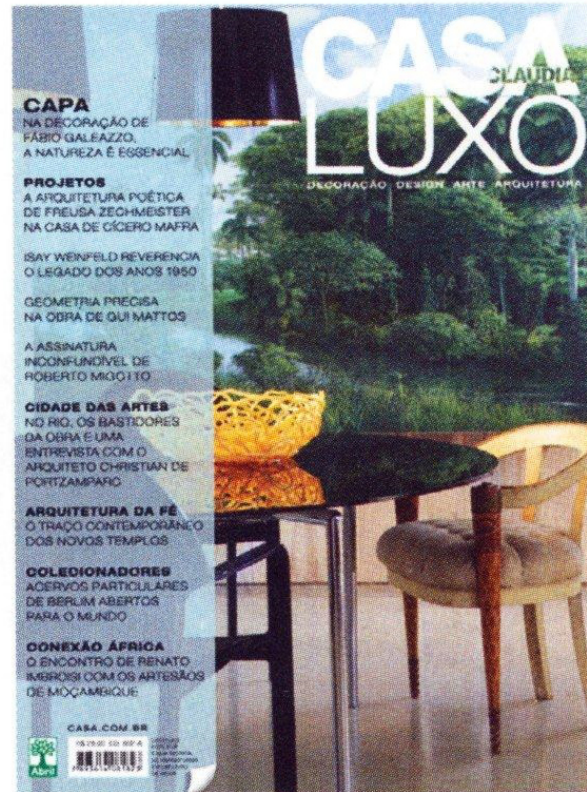 CASA
CLAUDIA
LUXO
DECORAÇÃO DESIGN ARTE ARQUITETURA
CAPA
NA DECORAÇÃO DE
FÁBIO GALEAZZO,
A NATUREZA É ESSENCIAL
PROJETOS
A ARQUITETURA POÉTICA
DE FREUSA ZECHMEISTER
NA CASA DE CÍCERO MAFRA
ISAY WEINFELD REVERENCIA
O LEGADO DOS ANOS 1950
GEOMETRIA PRECISA
NA OBRA DE GUI MATTOS
A ASSINATURA
INCONFUNDÍVEL DE
ROBERTO MIGOTTO
CIDADE DAS ARTES
NO RIO, OS BASTIDORES
DA OBRA E UMA
ENTREVISTA COM O
ARQUITETO CHRISTIAN DE
PORTZAMPARC
ARQUITETURA DA FÉ
O TRAÇO CONTEMPORÂNEO
DOS NOVOS TEMPLOS
COLECIONADORES
ACERVOS PARTICULARES
DE BERLIM ABERTOS
PARA O MUNDO
CONEXÃO ÁFRICA
O ENCONTRO DE RENATO
IMBROISI COM OS ARTESÃOS
DE MOÇAMBIQUE
CASA.COM.BR
Abril